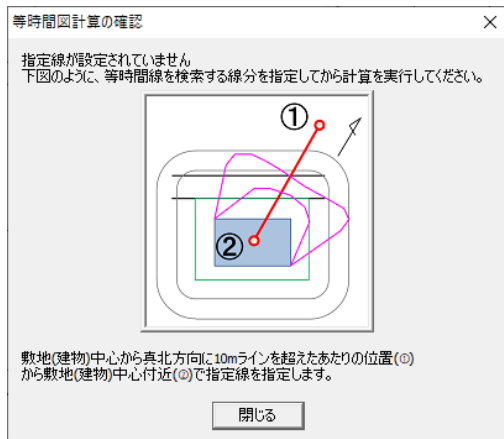 等時間図計算の確認
指定線が設定されていません
下図のように、等時間線を検索する線分を指定してから計算を実行してください。
①
②
敷地(建物)中心から真北方向に10mラインを超えたあたりの位置(①)
から敷地(建物)中心付近(②)で指定線を指定します。
閉じる